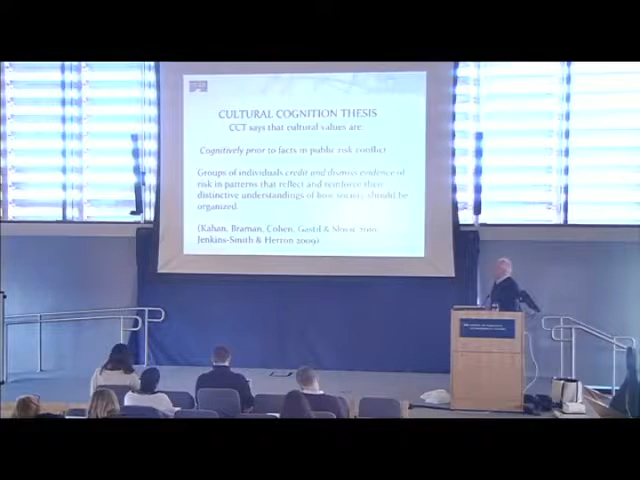 CULTURAL COGNITION THESIS
CCT says that cultural values are:
Cognitively prior to facts in public risk conflict
Groups of individuals credit and dismiss evidence of
risk in patterns that reflect and reinforce their
distinctive understandings of how society should be
organized.
(Kahan, Braman, Cohen, Gastil & Slovic 2010
Jenkins-Smith & Herron 2009)